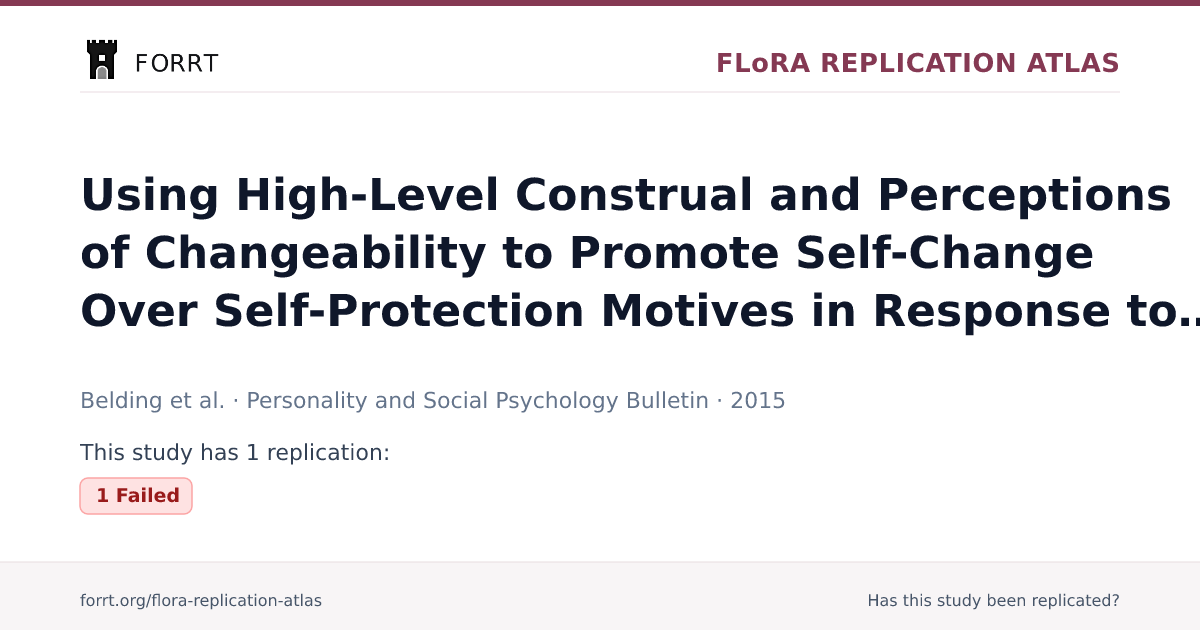 FORRT
FLoRA REPLICATION ATLAS
Using High-Level Construal and Perceptions
of Changeability to Promote Self-Change
Over Self-Protection Motives in Response to…
Belding et al. · Personality and Social Psychology Bulletin · 2015
This study has 1 replication:
1 Failed
forrt.org/flora-replication-atlas
Has this study been replicated?